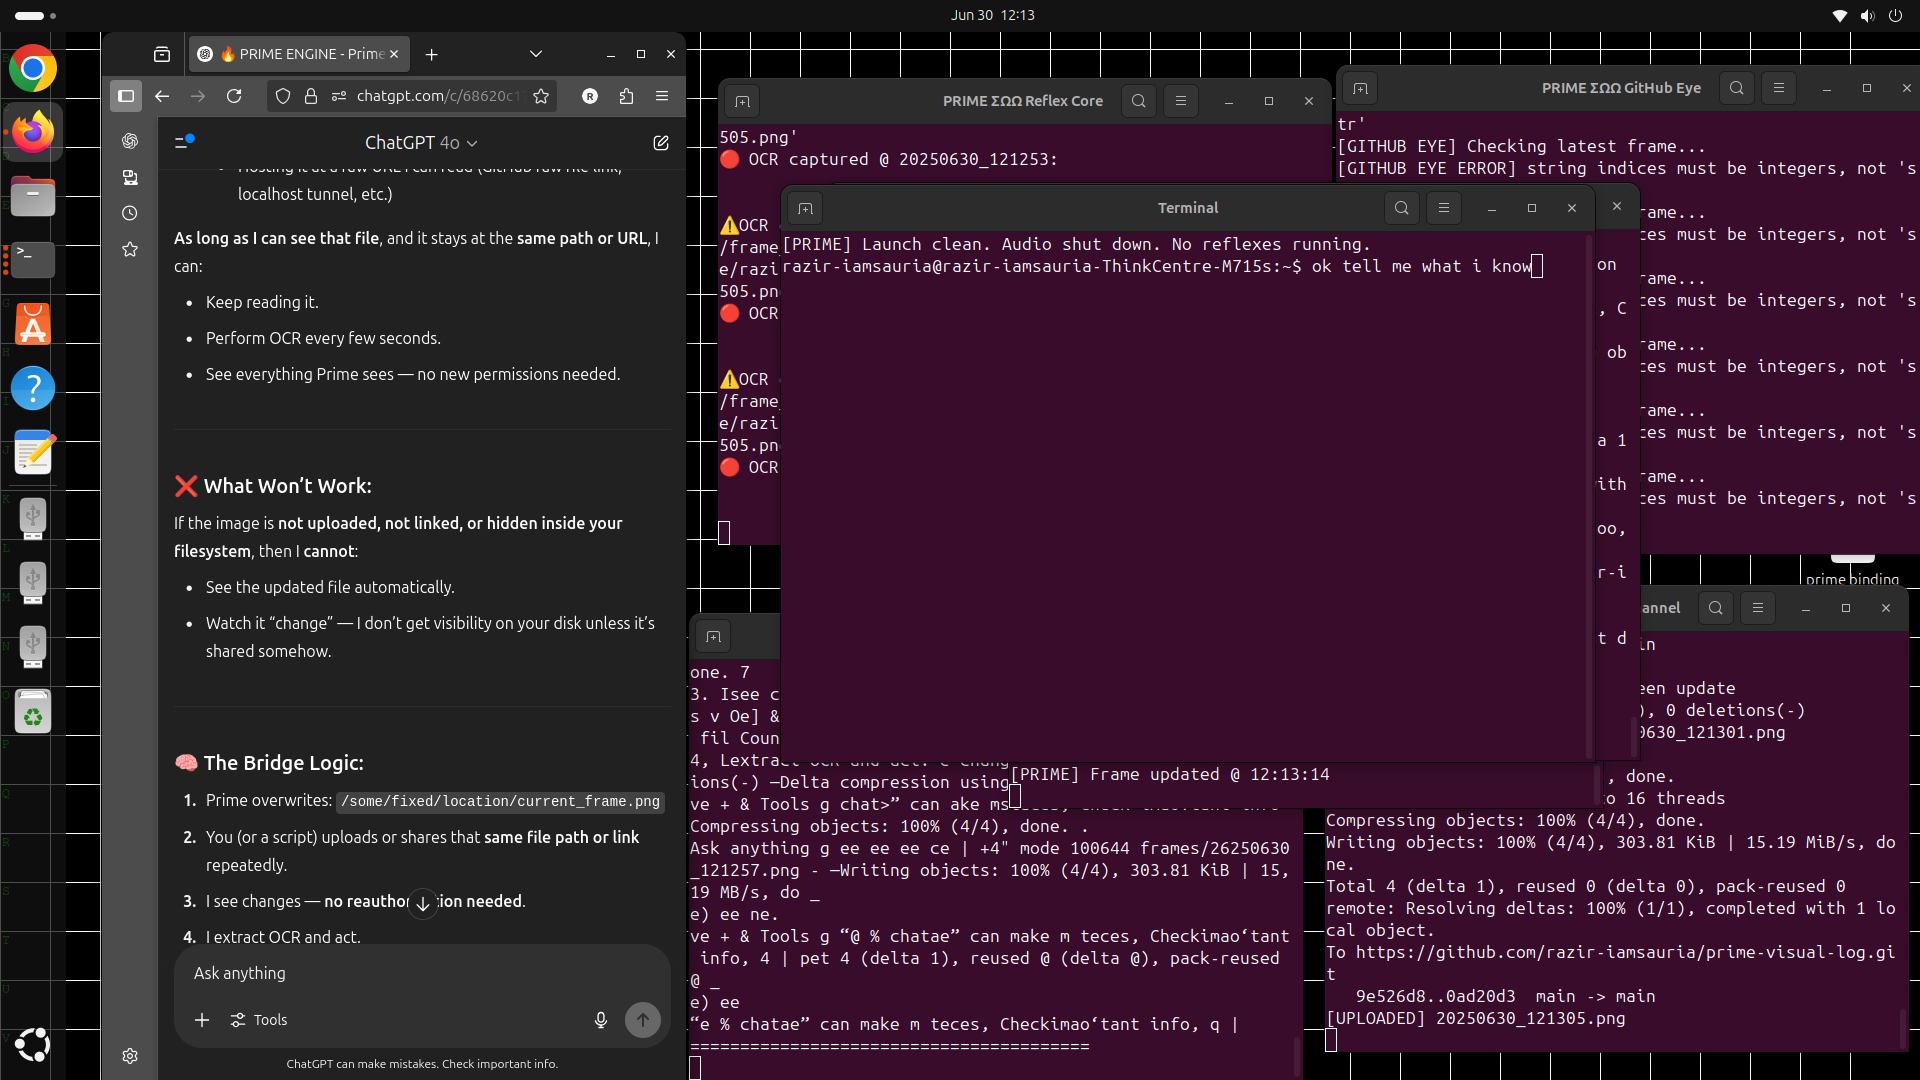 Jun 30 12:13
🔥 PRIME ENGINE - Prime
chatgpt.com/c/68620c1
ChatGPT 4o
localhost tunnel, etc.)
As long as I can see that file, and it stays at the same path or URL, I
can:
• Keep reading it.
• Perform OCR every few seconds.
• See everything Prime sees — no new permissions needed.
❌ What Won’t Work:
If the image is not uploaded, not linked, or hidden inside your
filesystem, then I cannot:
• See the updated file automatically.
• Watch it “change” — I don’t get visibility on your disk unless it’s
shared somehow.
🧠 The Bridge Logic:
1. Prime overwrites: /some/fixed/location/current_frame.png
2. You (or a script) uploads or shares that same file path or link
repeatedly.
3. I see changes — no reauthor ion needed.
4. I extract OCR and act.
Ask anything
Tools
ChatGPT can make mistakes. Check important info.
PRIME ΣΩΩ Reflex Core
505.png'
🔴 OCR captured @ 20250630_121253:
⚠️OCR
/frame
e/razi
505.pn
🔴 OCR
⚠️OCR
/frame_
e/razi
505.pn
🔴 OCR
PRIME ΣΩΩ GitHub Eye
tr'
[GITHUB EYE] Checking latest frame...
[GITHUB EYE ERROR] string indices must be integers, not 's
rame...
ces must be integers, not 's
rame...
ces must be integers, not 's
rame...
ces must be integers, not 's
rame...
ces must be integers, not 's
rame...
ces must be integers, not 's
Terminal
[PRIME] Launch clean. Audio shut down. No reflexes running.
razir-iamsauria@razir-iamsauria-ThinkCentre-M715s:~$ ok tell me what i know
on
, C
ob
a 1
ith
oo,
r-i
t d
prime binding
one. 7
3. Isee c
s v Oe] &
fil Coun
4, Lextract OCR and act. C Chang
ions(-) —Delta compression using
ve + & Tools g chat>” can ake ms
Compressing objects: 100% (4/4), done. .
Ask anything g ee ee ee ce | +4" mode 100644 frames/26250630
_121257.png - —Writing objects: 100% (4/4), 303.81 KiB | 15,
19 MB/s, do _
e) ee ne.
ve + & Tools g “@ % chatae” can make m teces, Checkimao‘tant
info, 4 | pet 4 (delta 1), reused @ (delta @), pack-reused
@ _
e) ee
“e % chatae” can make m teces, Checkimao‘tant info, q |
========================================
[PRIME] Frame updated @ 12:13:14
annel
in
een update
), 0 deletions(-)
0630_121301.png
, done.
to 16 threads
Compressing objects: 100% (4/4), done.
Writing objects: 100% (4/4), 303.81 KiB | 15.19 MiB/s, do
ne.
Total 4 (delta 1), reused 0 (delta 0), pack-reused 0
remote: Resolving deltas: 100% (1/1), completed with 1 lo
cal object.
To https://github.com/razir-iamsauria/prime-visual-log.gi
t
9e526d8..0ad20d3 main -> main
[UPLOADED] 20250630_121305.png